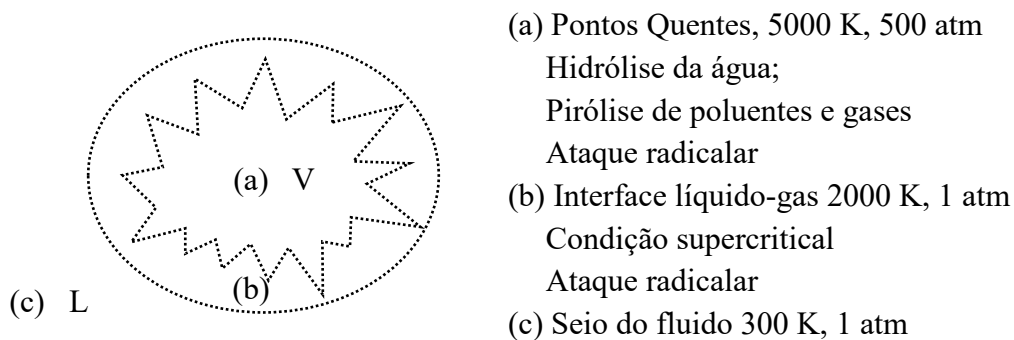 (a) Pontos Quentes, 5000 K, 500 atm
Hidrólise da água;
Pirólise de poluentes e gases
Ataque radicalar
(b) Interface líquido-gas 2000 K, 1 atm
Condição supercritical
Ataque radicalar
(c) Seio do fluido 300 K, 1 atm
(a) V
(b)
(c) L